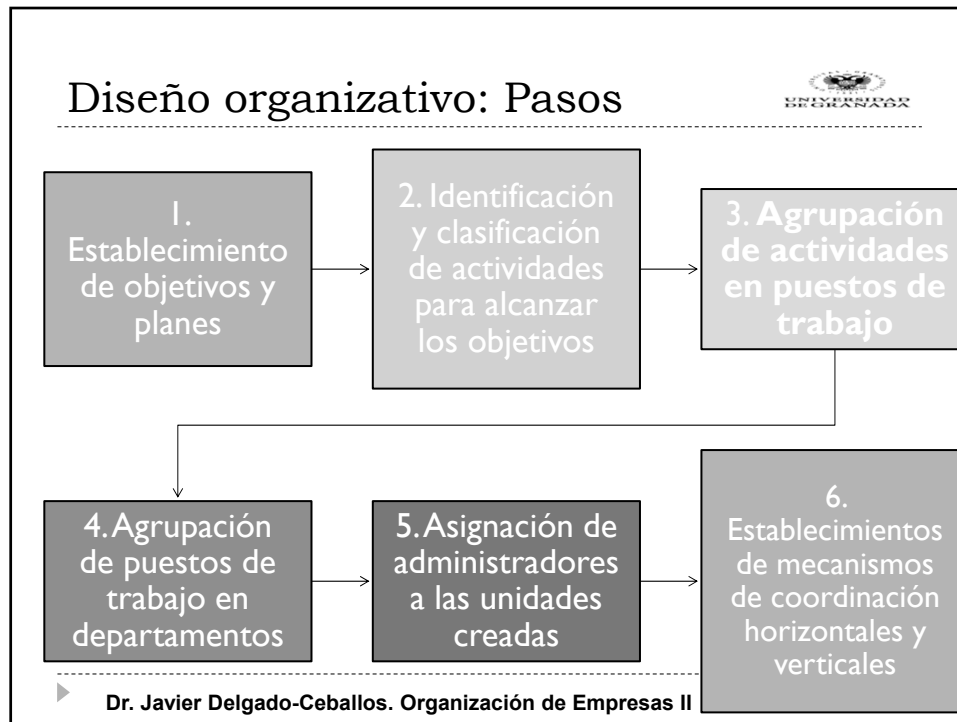 Diseño organizativo: Pasos
UNIVERSIDAD
DE GRANADA
1.
Establecimiento
de objetivos y
planes
2. Identificación
y clasificación
de actividades
para alcanzar
los objetivos
3. Agrupación
de actividades
en puestos de
trabajo
4. Agrupación
de puestos de
trabajo en
departamentos
5. Asignación de
administradores
a las unidades
creadas
6.
Establecimientos
de mecanismos
de coordinación
horizontales y
verticales
Dr. Javier Delgado-Ceballos. Organización de Empresas II